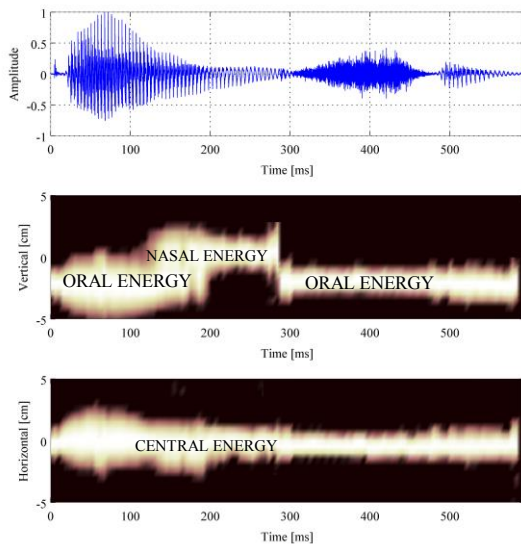 1
0.5
0
-0.5
-1
Amplitude
0 100 200 300 400 500
Time [ms]
5
0
-5
Vertical [cm]
NASAL ENERGY
ORAL ENERGY
ORAL ENERGY
0 100 200 300 400 500
Time [ms]
5
0
-5
Horizontal [cm]
CENTRAL ENERGY
0 100 200 300 400 500
Time [ms]